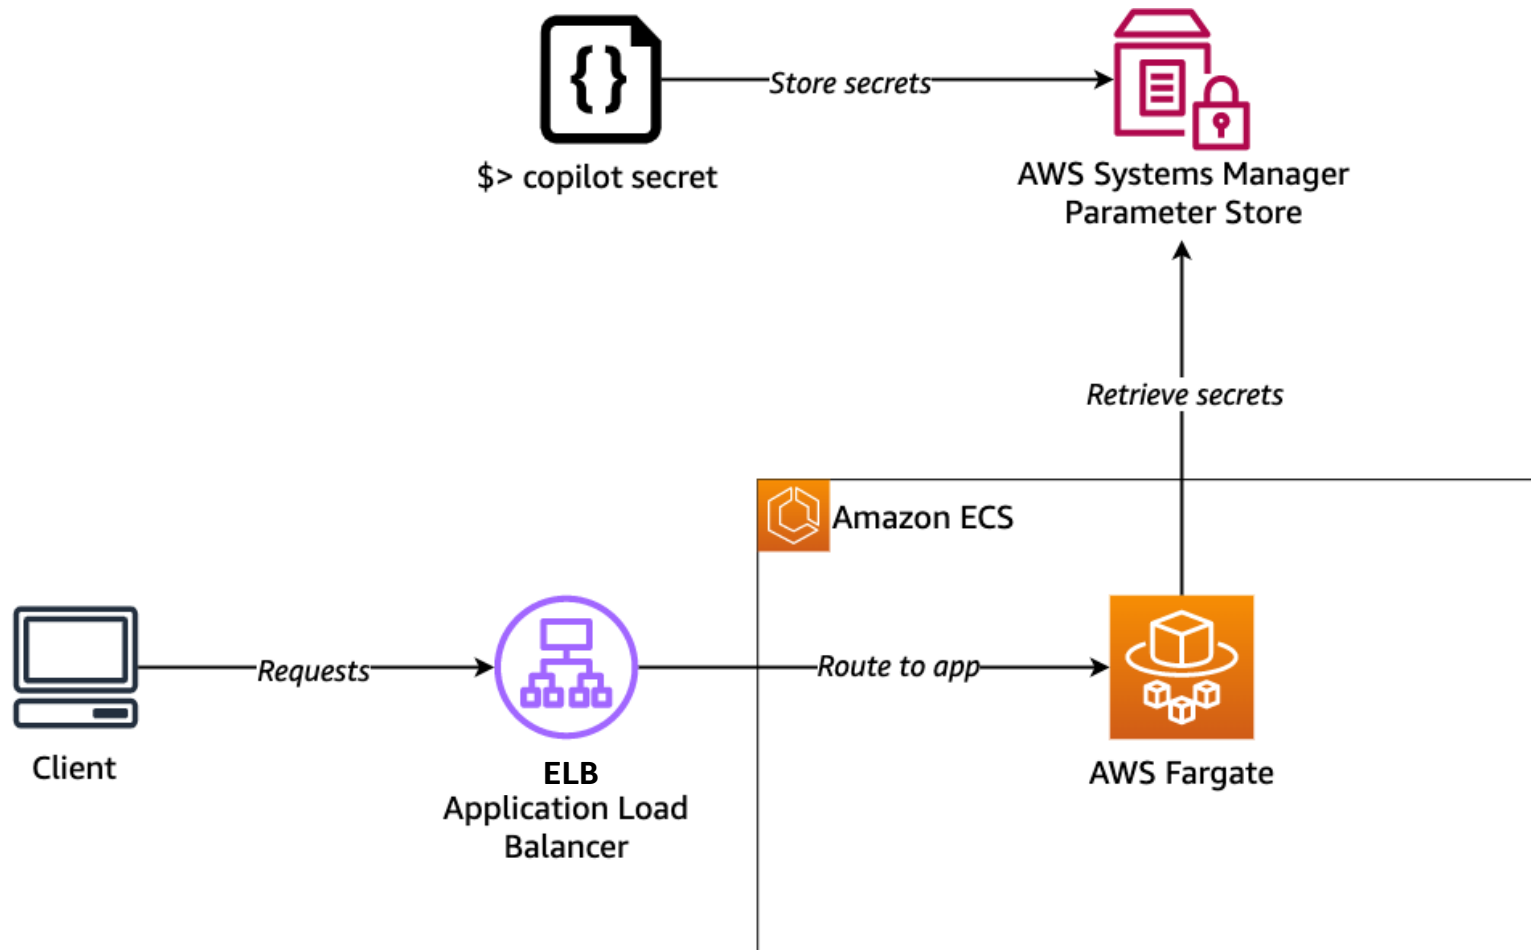 {}
Store secrets
$> copilot secret
AWS Systems Manager
Parameter Store
Retrieve secrets
Amazon ECS
Requests
Route to app
Client
ELB
Application Load
Balancer
AWS Fargate